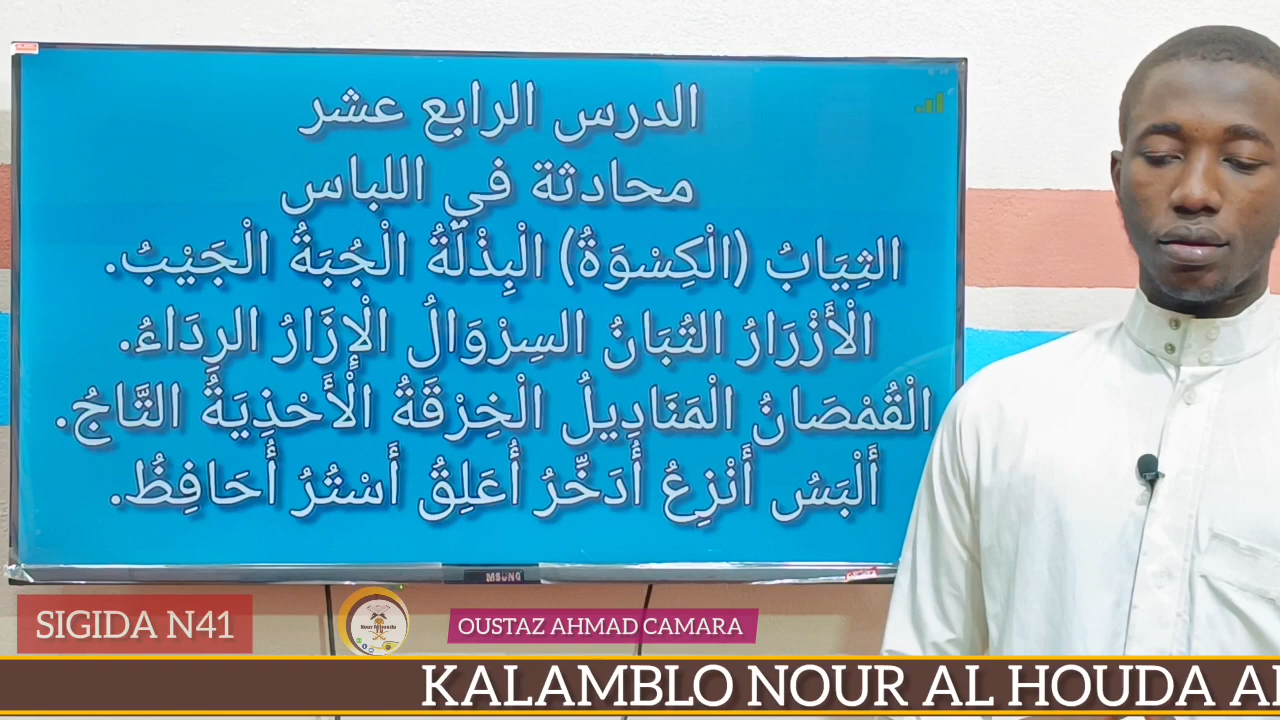 الدرس الرابع عشر
محادثة في اللباس
الثِيَابُ (الْكِسْوَةُ) الْبِذْلَةُ الْجُبَةُ الْجَيْبُ.
الْأَزْرَارُ التُبَانُ السِرْوَالُ الْإِزَارُ الرِدَاءُ.
الْقُمْصَانُ الْمَنَادِيلُ الْخِرْقَةُ الْأَحْذِيَةُ التَّاجُ.
أَلْبَسُ أَنْزِعُ أَدَخِّرُ أُعَلِقُ أَسْتُرُ أُحَافِظُ.
SIGIDA N41
OUSTAZ AHMAD CAMARA
KALAMBLO NOUR AL HOUDA